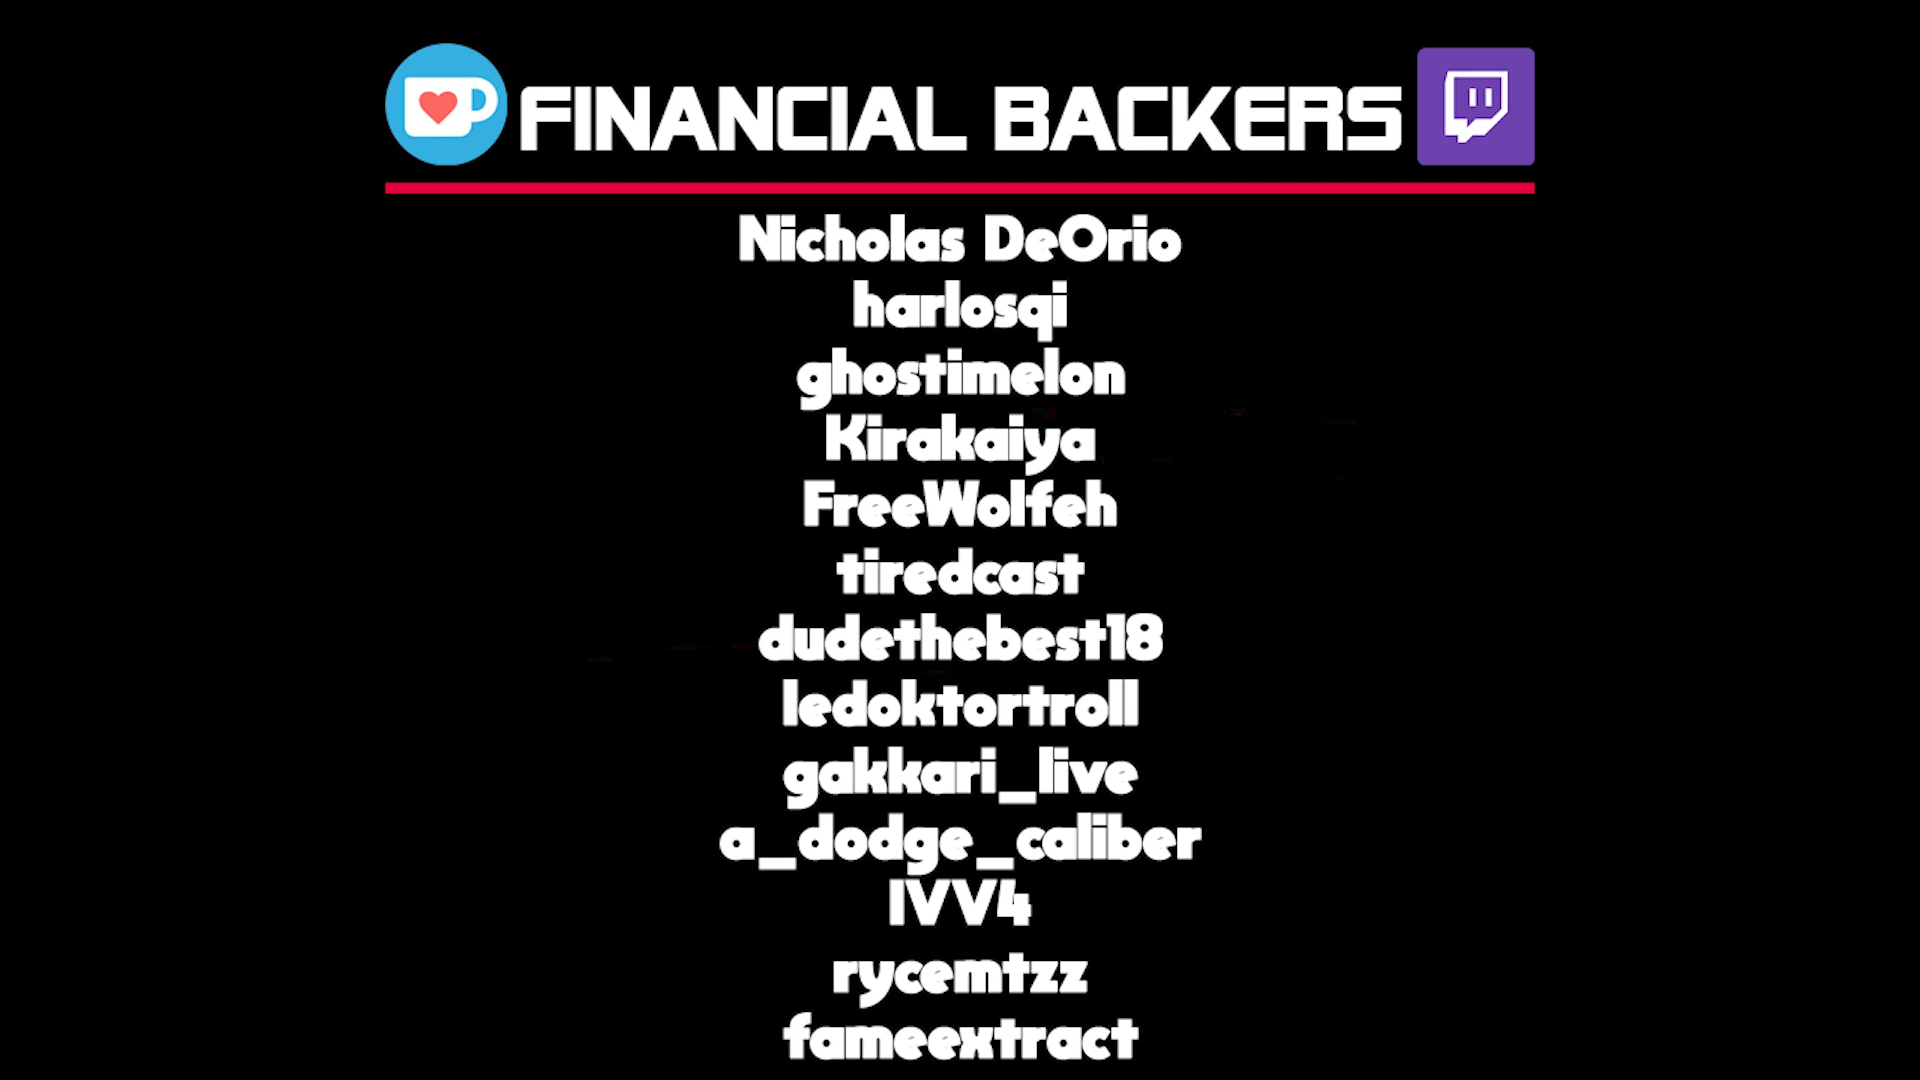 FINANCIAL BACKERS
Nicholas DeOrio
harlosqi
ghostimelon
Kirakaiya
FreeWolfeh
tiredcast
dudethebest18
ledoktortroll
gakkari_live
a_dodge_caliber
IVV4
rycemtzz
fameextract